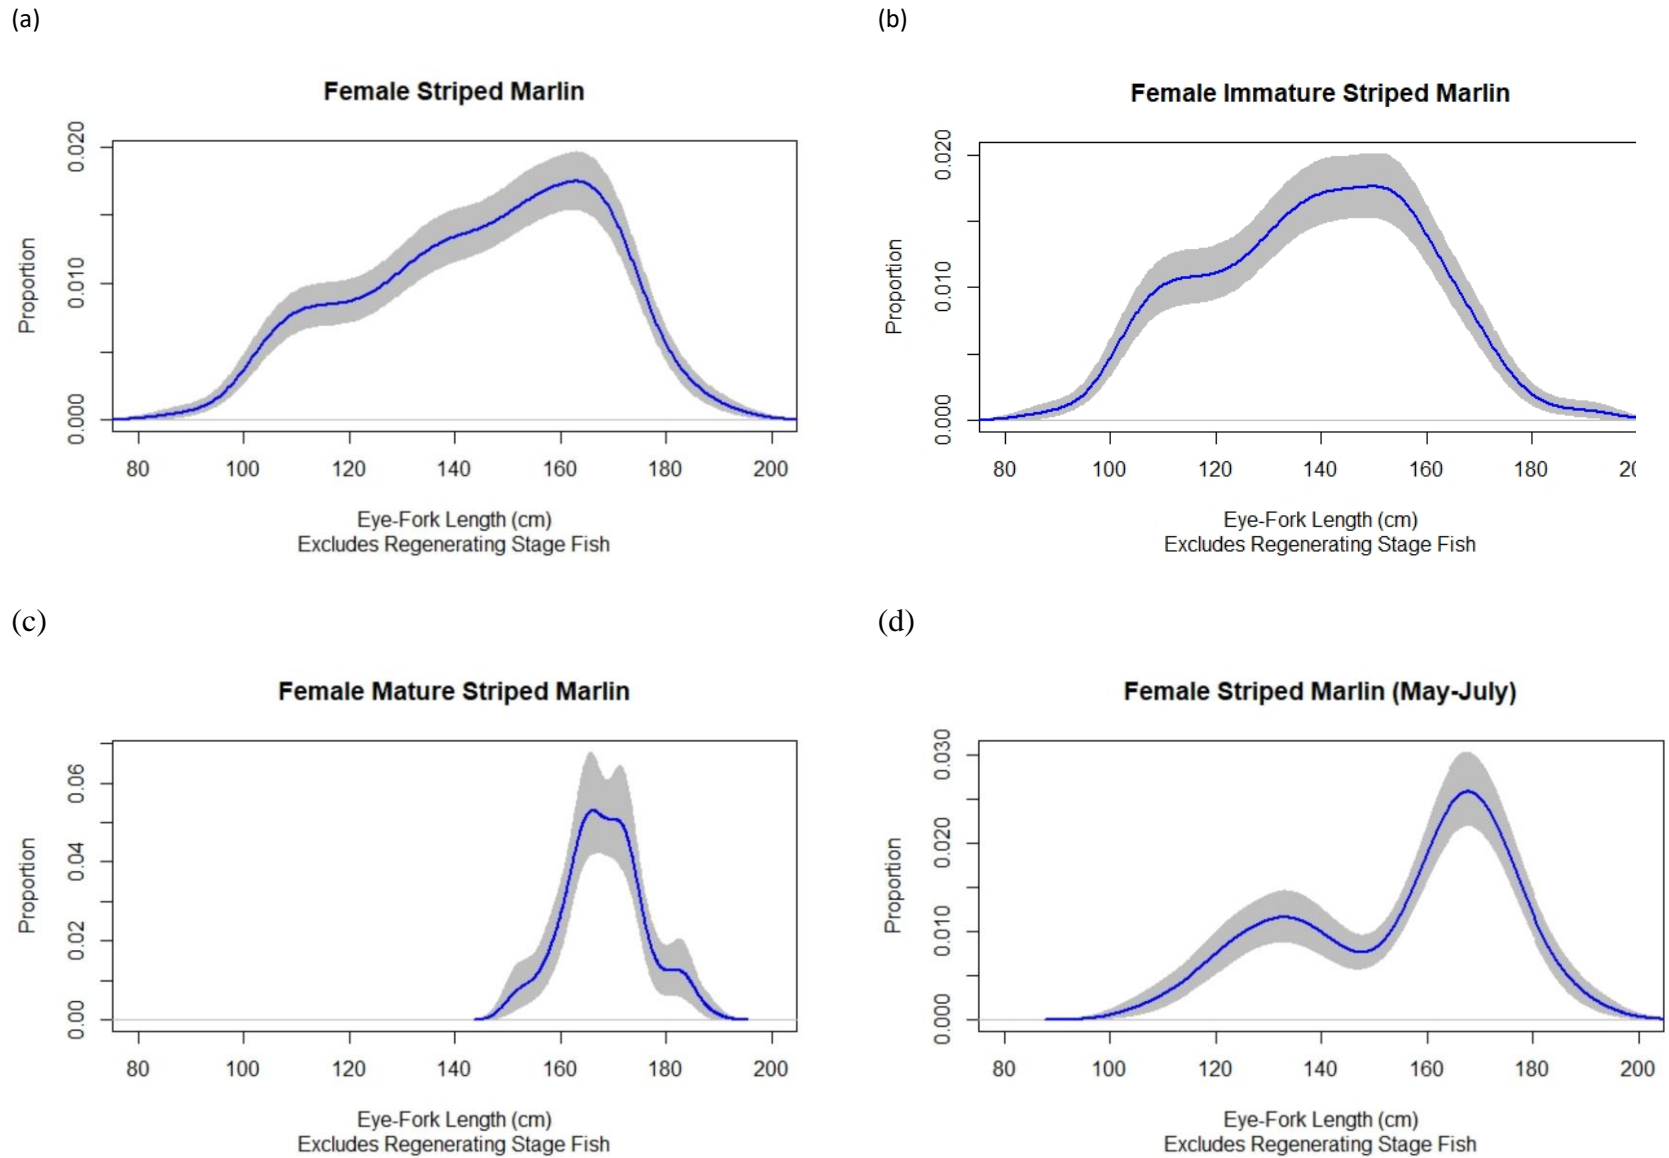 (a)
Female Striped Marlin
Proportion
0.000
0.010
0.020
80 100 120 140 160 180 200
Eye-Fork Length (cm)
Excludes Regenerating Stage Fish
(b)
Female Immature Striped Marlin
Proportion
0.000
0.010
0.020
80 100 120 140 160 180 20
Eye-Fork Length (cm)
Excludes Regenerating Stage Fish
(c)
Female Mature Striped Marlin
Proportion
0.00
0.02
0.04
0.06
80 100 120 140 160 180 200
Eye-Fork Length (cm)
Excludes Regenerating Stage Fish
(d)
Female Striped Marlin (May-July)
Proportion
0.000
0.010
0.020
0.030
80 100 120 140 160 180 200
Eye-Fork Length (cm)
Excludes Regenerating Stage Fish